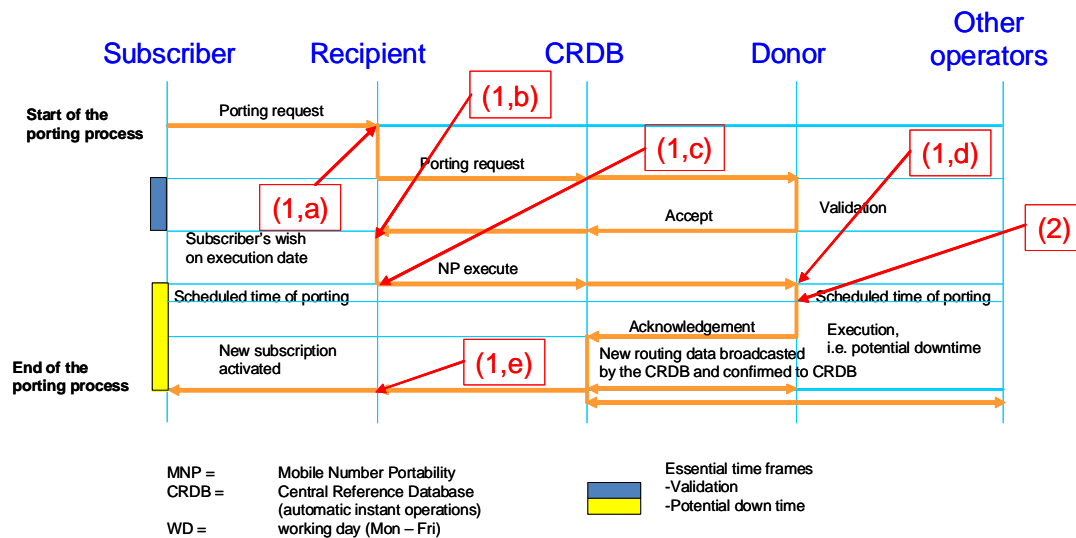 Other
Subscriber Recipient CRDB Donor operators
Start of the
porting process
Porting request
(1,b)
(1,c)
(1,d)
Porting request
(1,a)
Accept
Validation
(2)
Subscriber's wish
on execution date
NP execute
Scheduled time of porting
Scheduled time of porting
Acknowledgement
Execution,
i.e. potential downtime
New subscription
activated
(1,e)
New routing data broadcasted
by the CRDB and confirmed to CRDB
End of the
porting process
MNP = Mobile Number Portability
CRDB = Central Reference Database
(automatic instant operations)
WD = working day (Mon – Fri)
Essential time frames
-Validation
-Potential down time